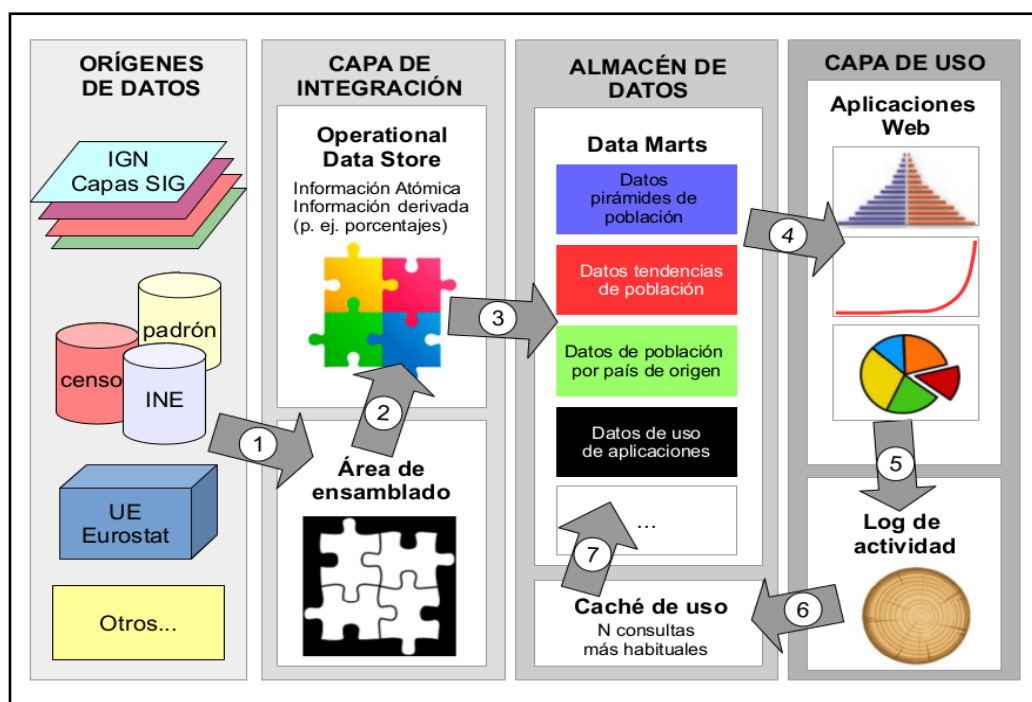 ORÍGENES
DE DATOS
IGN
Capas SIG
padrón
censo
INE
UE
Eurostat
Otros...
1
CAPA DE
INTEGRACIÓN
Operational
Data Store
Información Atómica
Información derivada
(p. ej. porcentajes)
2
Área de
ensamblado
3
ALMACÉN DE
DATOS
Data Marts
Datos
pirámides de
población
Datos tendencias
de población
Datos de población
por país de origen
Datos de uso
de aplicaciones
...
7
Caché de uso
N consultas
más habituales
4
CAPA DE USO
Aplicaciones
Web
5
Log de
actividad
6